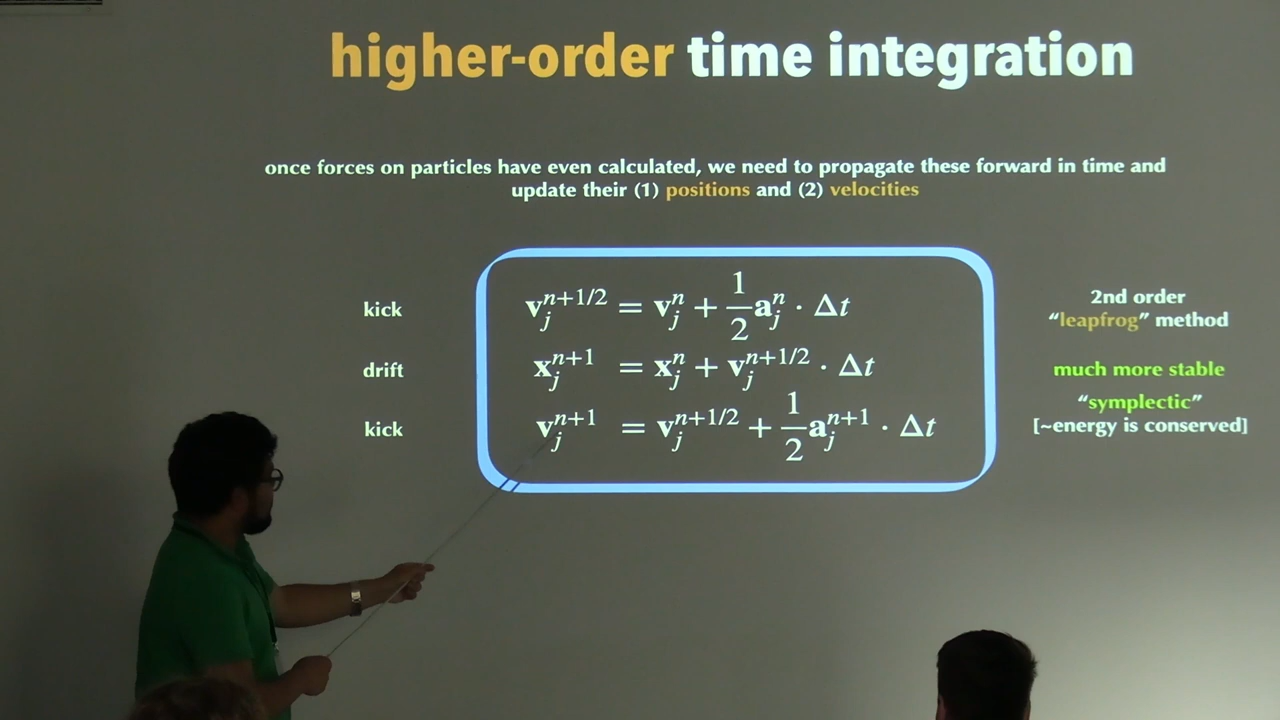 higher-order time integration
once forces on particles have even calculated, we need to propagate these forward in time and
update their (1) positions and (2) velocities
kick v_j^{n+1/2} = v_j^n + 1/2 a_j^n · Δt
2nd order
"leapfrog" method
drift x_j^{n+1} = x_j^n + v_j^{n+1/2} · Δt
much more stable
kick v_j^{n+1} = v_j^{n+1/2} + 1/2 a_j^{n+1} · Δt
"symplectic"
[~energy is conserved]